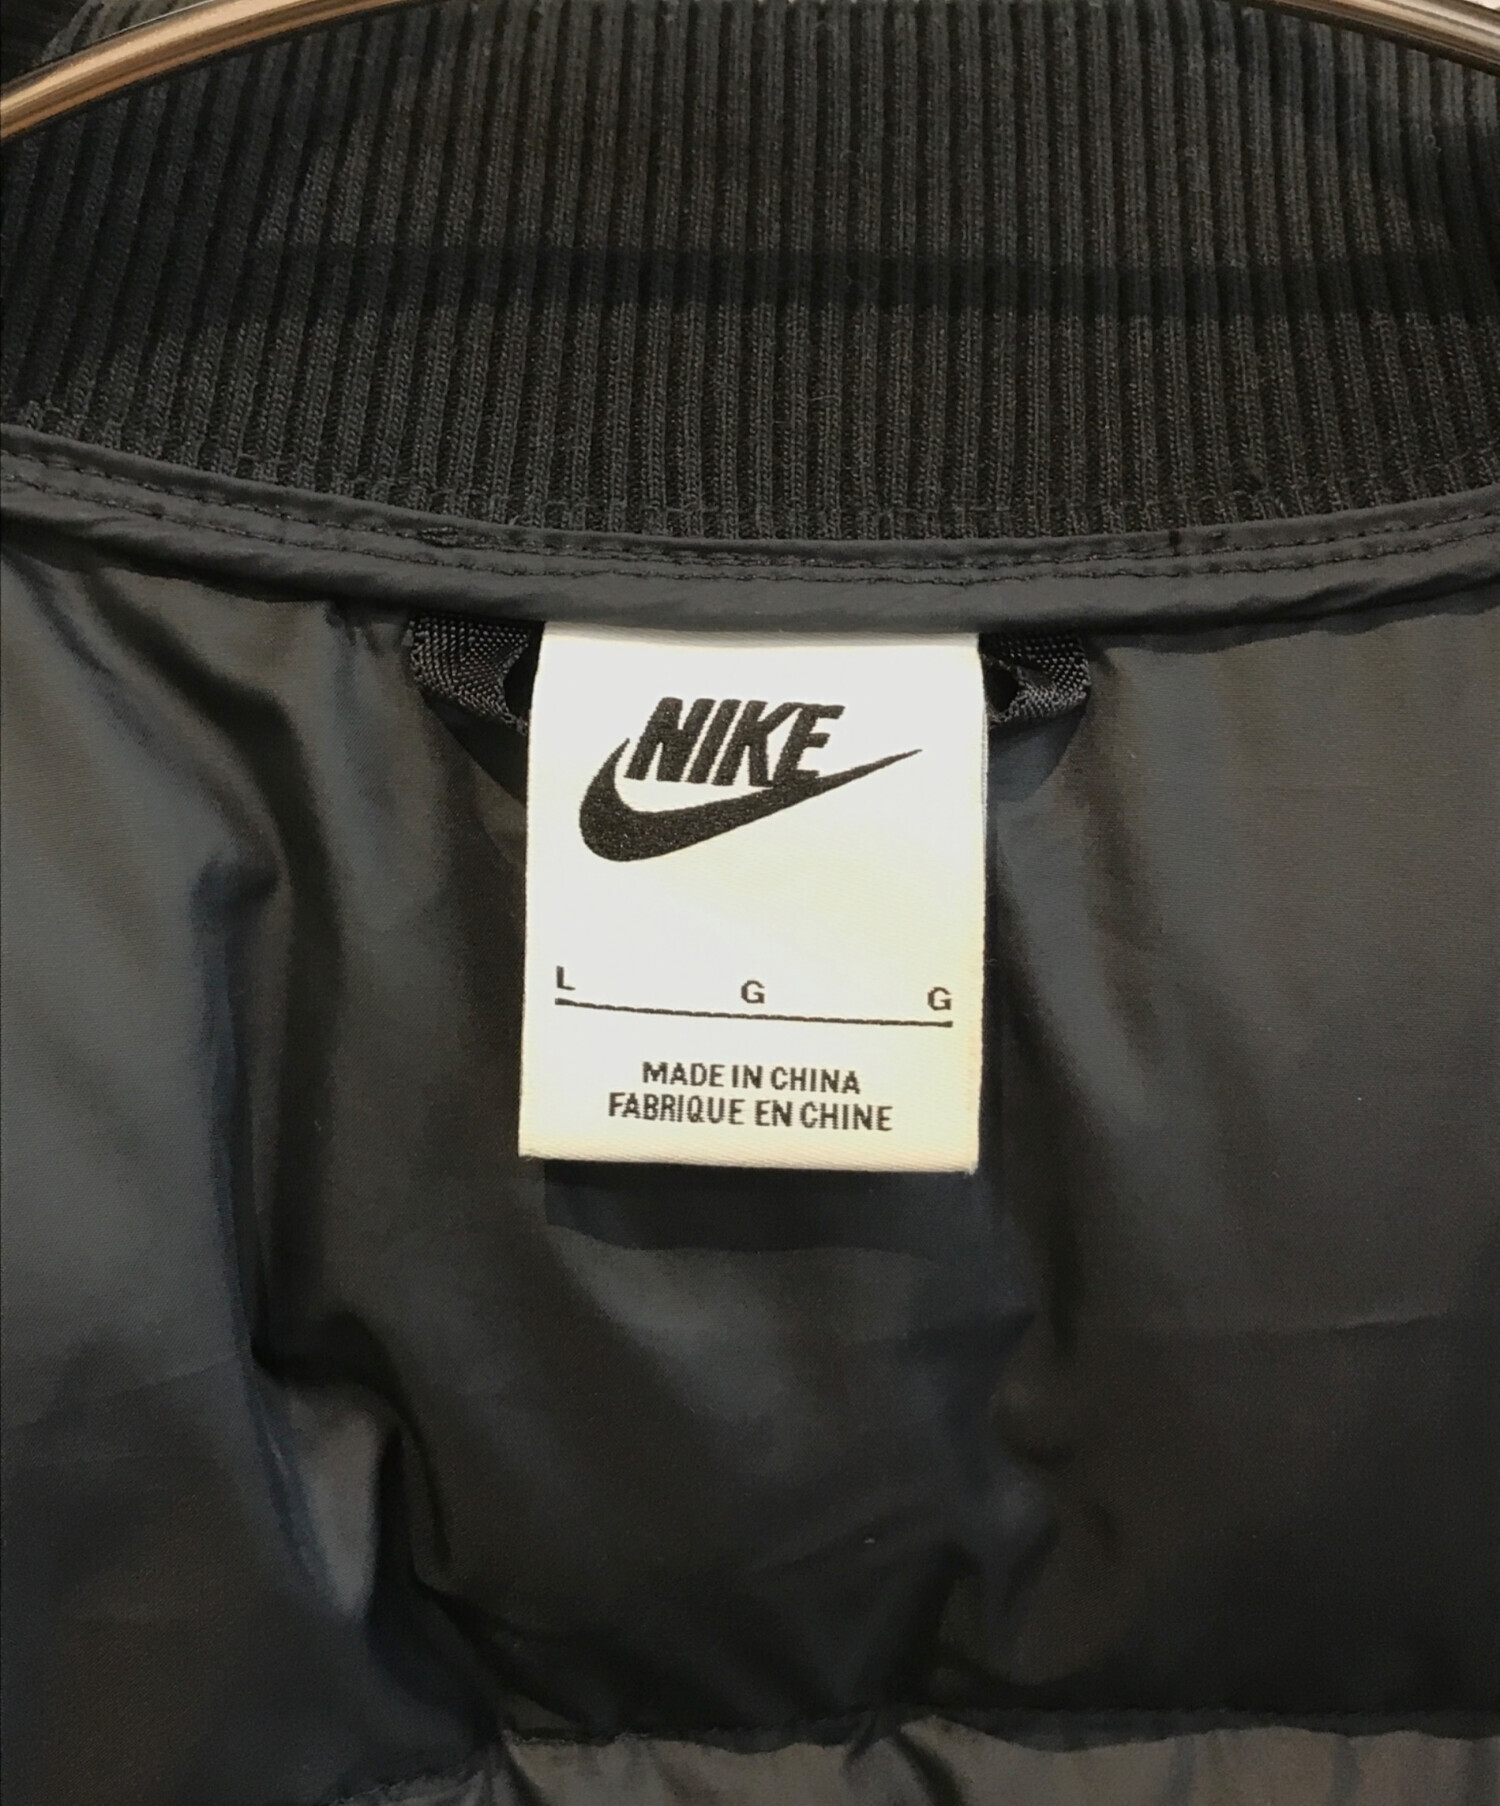 NIKE
L G G
MADE IN CHINA
FABRIQUE EN CHINE